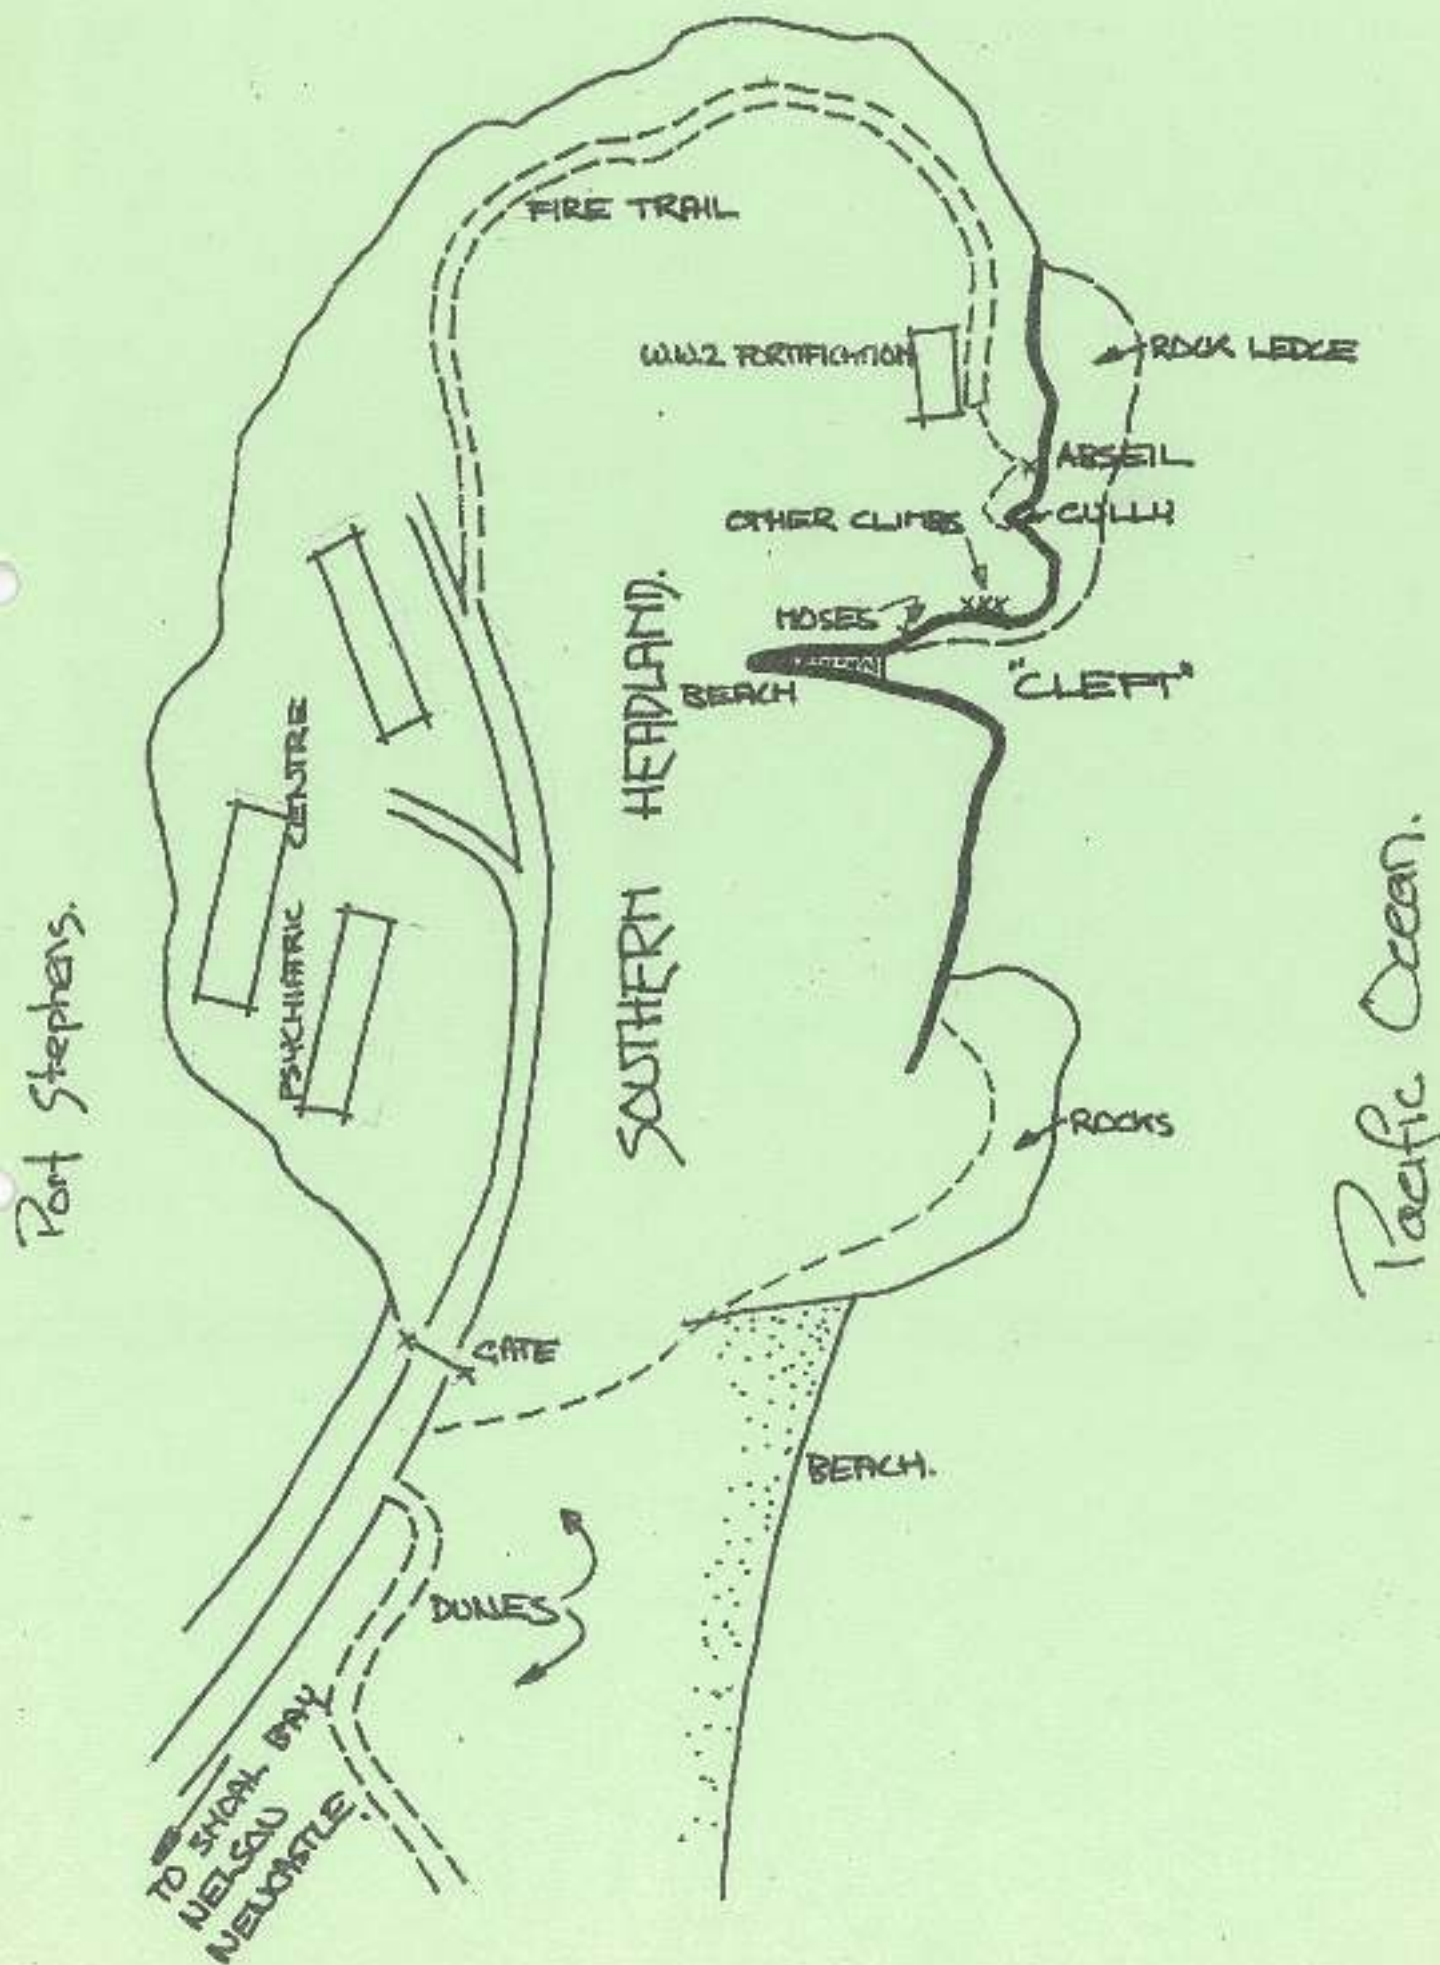 FIRE TRAIL
W.W.2 FORTIFICATION
ROCK LEDGE
ABSEIL
OTHER CLIMBS
GULLY
MOSES
BEACH
"CLEFT"
SOUTHERN HEADLAND.
PSYCHIATRIC CENTRE
Port Stephens.
Pacific Ocean.
ROCKS
GATE
BEACH.
DUNES
TO SHOAL BAY
NELSON
NEWCASTLE.